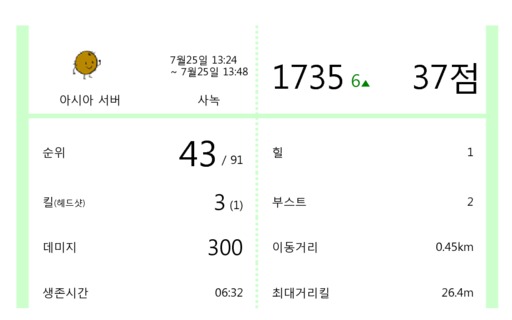 7월25일 13:24
~ 7월25일 13:48
아시아 서버
사녹
1735 6▲
37점
순위 43 / 91
힐 1
킬(헤드샷) 3 (1)
부스트 2
데미지 300
이동거리 0.45km
생존시간 06:32
최대거리킬 26.4m